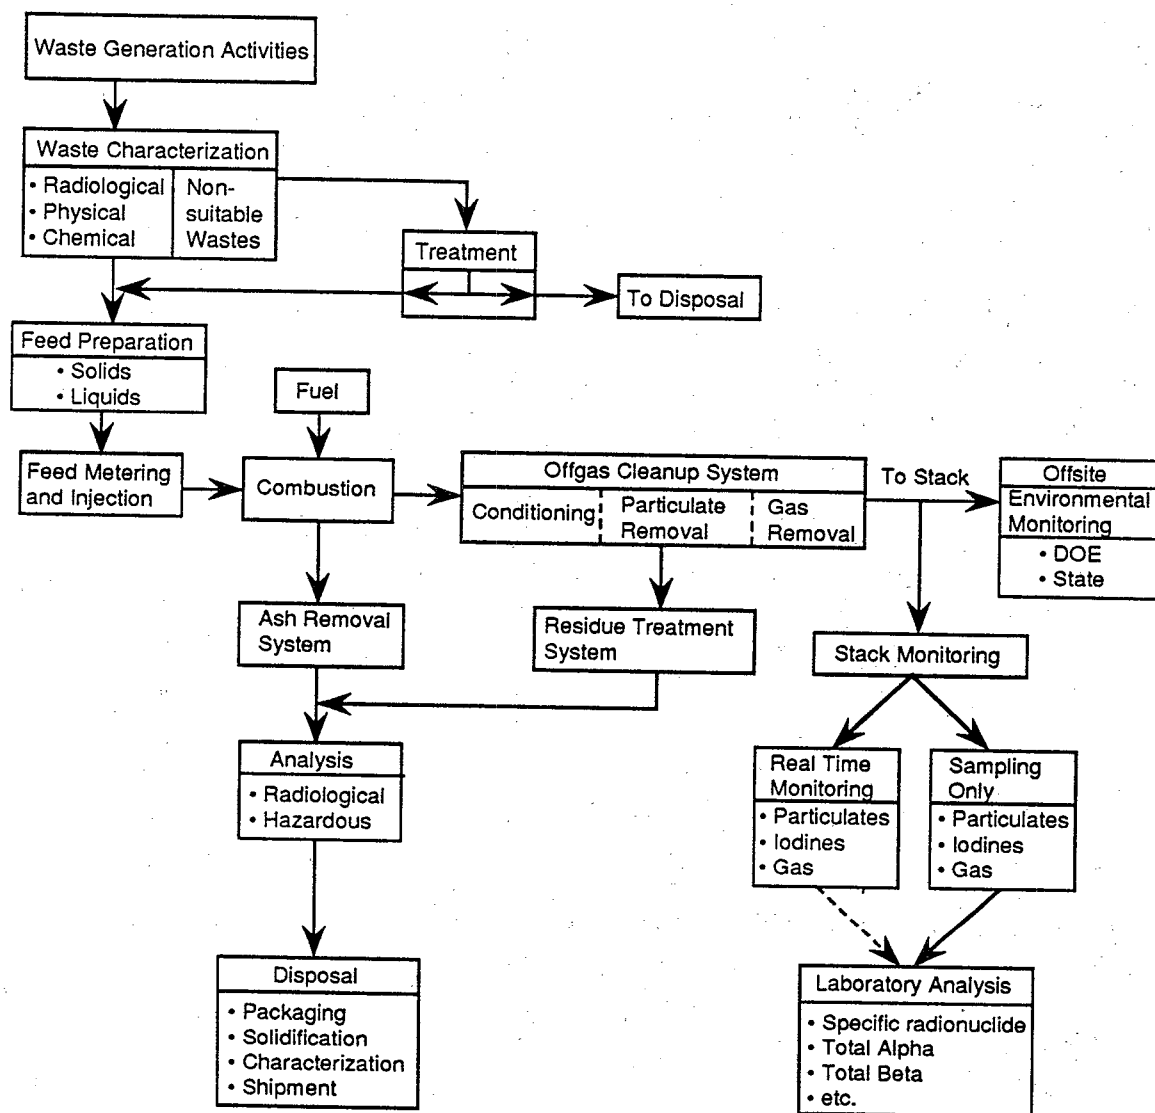 Waste Generation Activities
Waste Characterization
• Radiological
• Physical
• Chemical
Non-
suitable
Wastes
Treatment
To Disposal
Feed Preparation
• Solids
• Liquids
Fuel
Feed Metering
and Injection
Combustion
Offgas Cleanup System
Conditioning
Particulate
Removal
Gas
Removal
To Stack
Offsite
Environmental
Monitoring
• DOE
• State
Ash Removal
System
Residue Treatment
System
Stack Monitoring
Analysis
• Radiological
• Hazardous
Real Time
Monitoring
• Particulates
• Iodines
• Gas
Sampling
Only
• Particulates
• Iodines
• Gas
Disposal
• Packaging
• Solidification
• Characterization
• Shipment
Laboratory Analysis
• Specific radionuclide
• Total Alpha
• Total Beta
• etc.